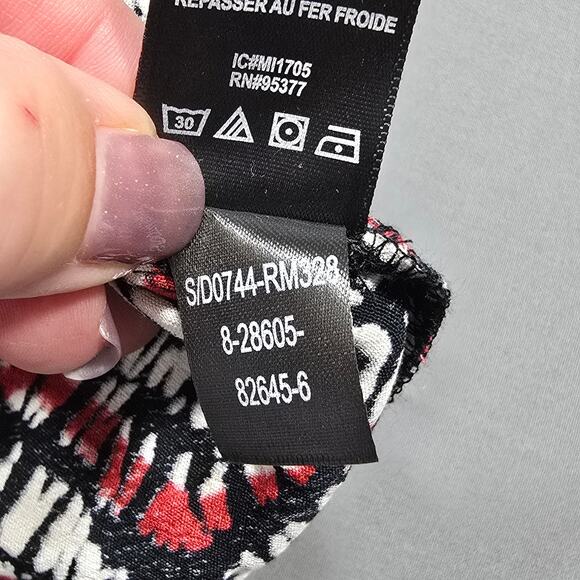 REPASSER AU FER FROIDE
IC#MI1705
RN#95377
30
S/D0744-RM328
8-28605-
82645-6